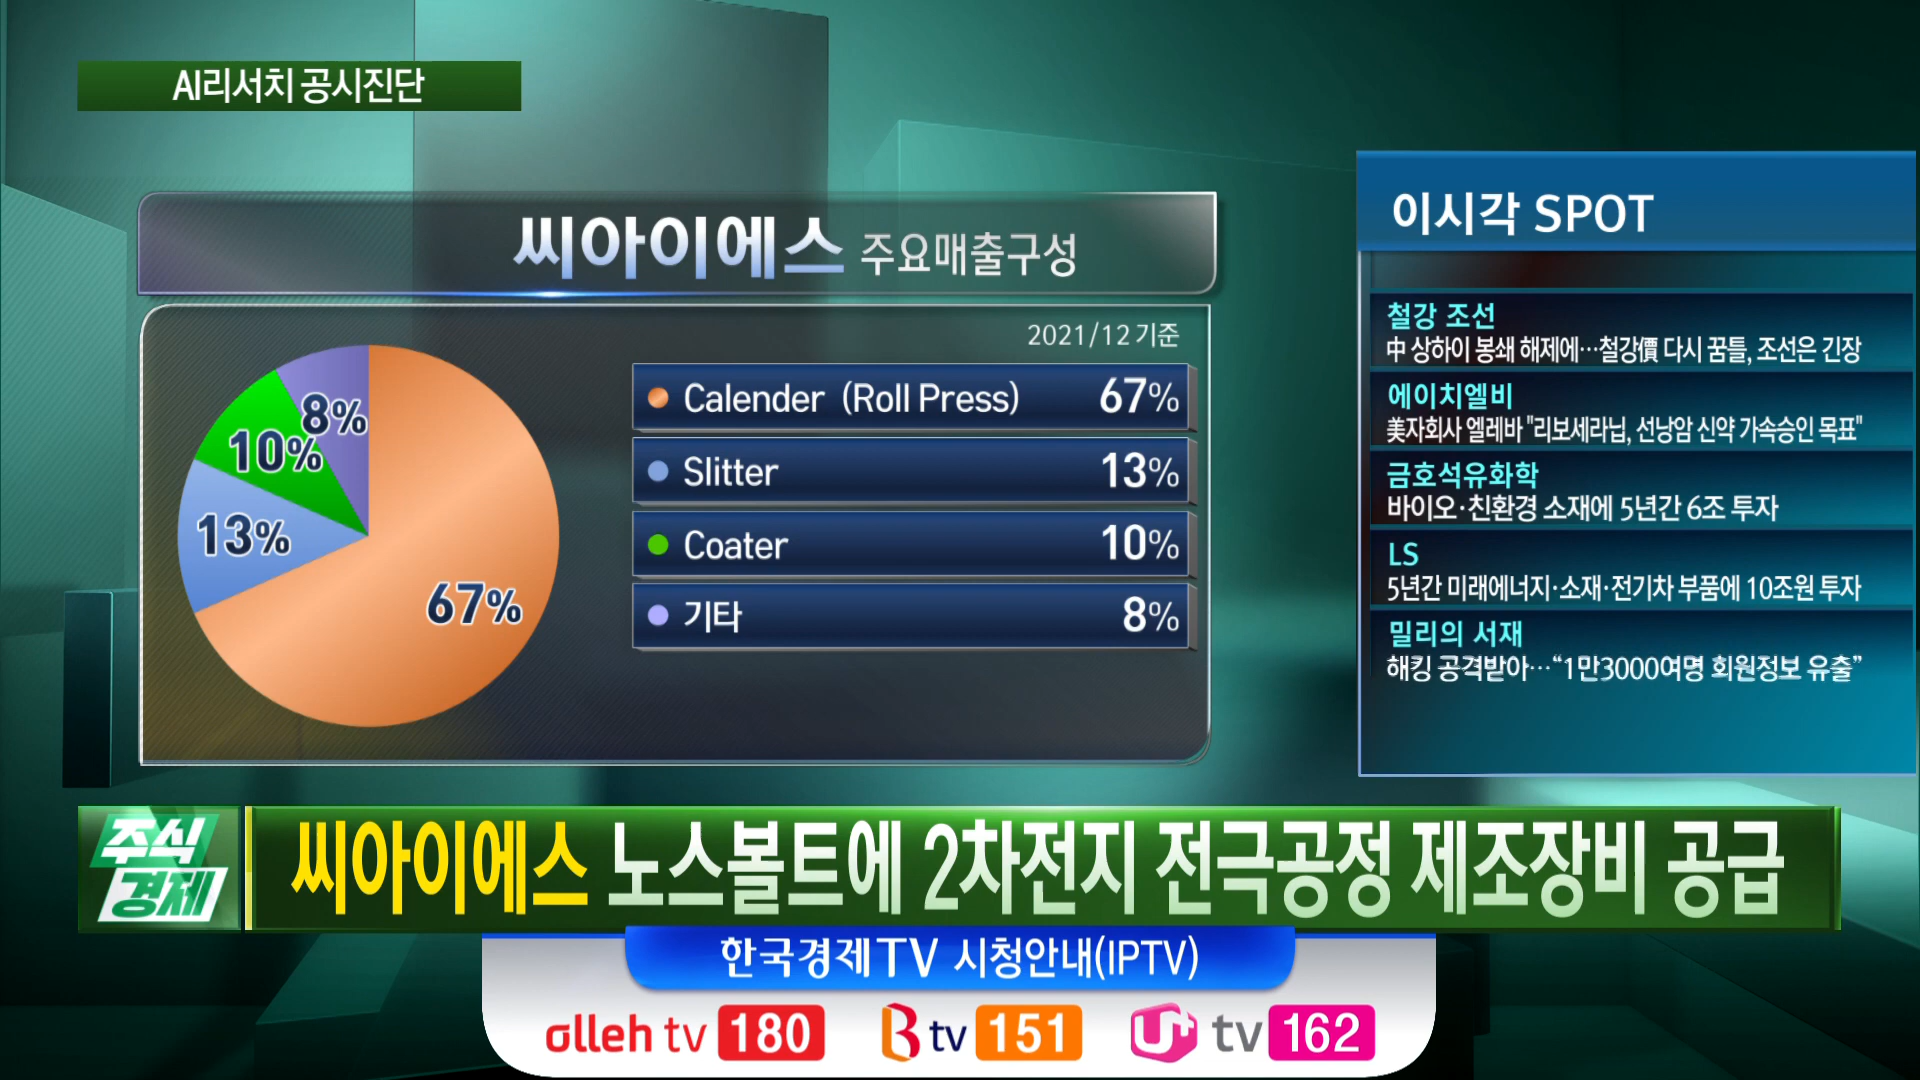 AI리서치 공시진단
씨아이에스 주요매출구성
2021/12 기준
8%
10%
13%
67%
Calender (Roll Press) 67%
Slitter 13%
Coater 10%
기타 8%
이시각 SPOT
철강 조선
中 상하이 봉쇄 해제에…철강價 다시 꿈틀, 조선은 긴장
에이치엘비
美자회사 엘레바 "리보세라닙, 선낭암 신약 가속승인 목표"
금호석유화학
바이오·친환경 소재에 5년간 6조 투자
LS
5년간 미래에너지·소재·전기차 부품에 10조원 투자
밀리의 서재
해킹 공격받아…“1만3000여명 회원정보 유출”
주식
경제
씨아이에스 노스볼트에 2차전지 전극공정 제조장비 공급
한국경제TV 시청안내(IPTV)
olleh tv 180 B tv 151 U+ tv 162